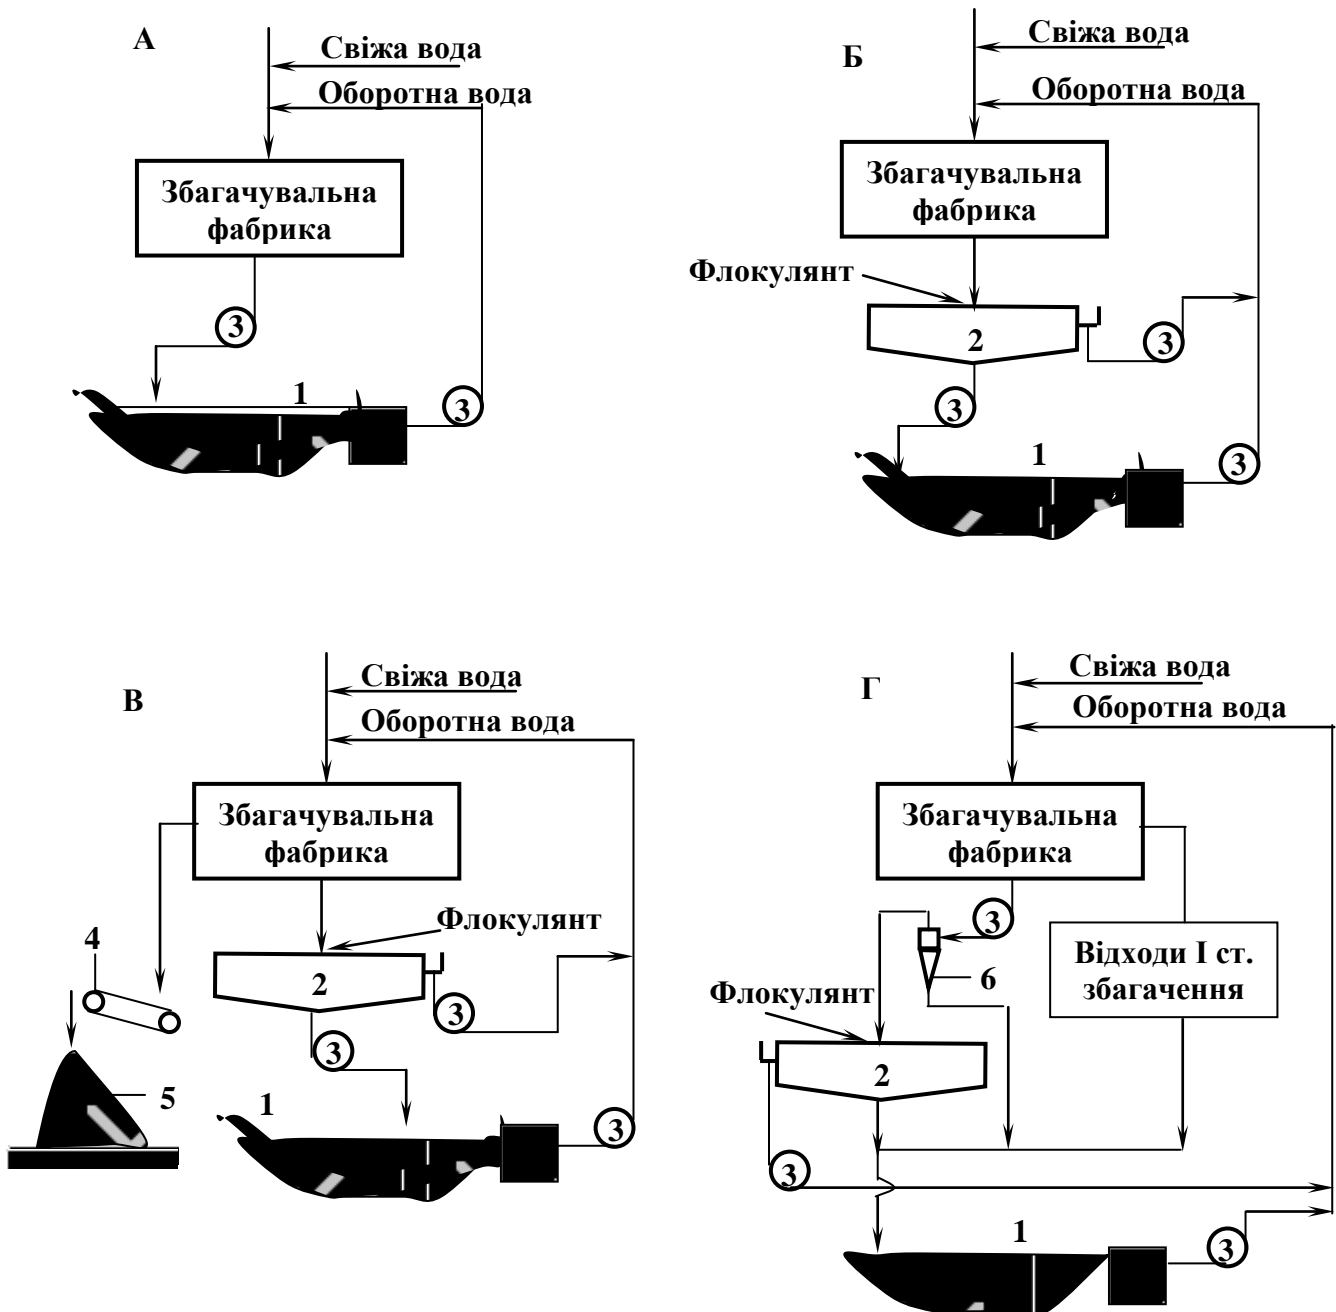 А
Свіжа вода
Оборотна вода
Збагачувальна
фабрика
3
1
3
Б
Свіжа вода
Оборотна вода
Збагачувальна
фабрика
Флокулянт
2
3
3
1
3
В
Свіжа вода
Оборотна вода
Збагачувальна
фабрика
Флокулянт
4
2
3
3
5
1
3
Г
Свіжа вода
Оборотна вода
Збагачувальна
фабрика
3
Відходи І ст.
збагачення
6
Флокулянт
2
3
1
3